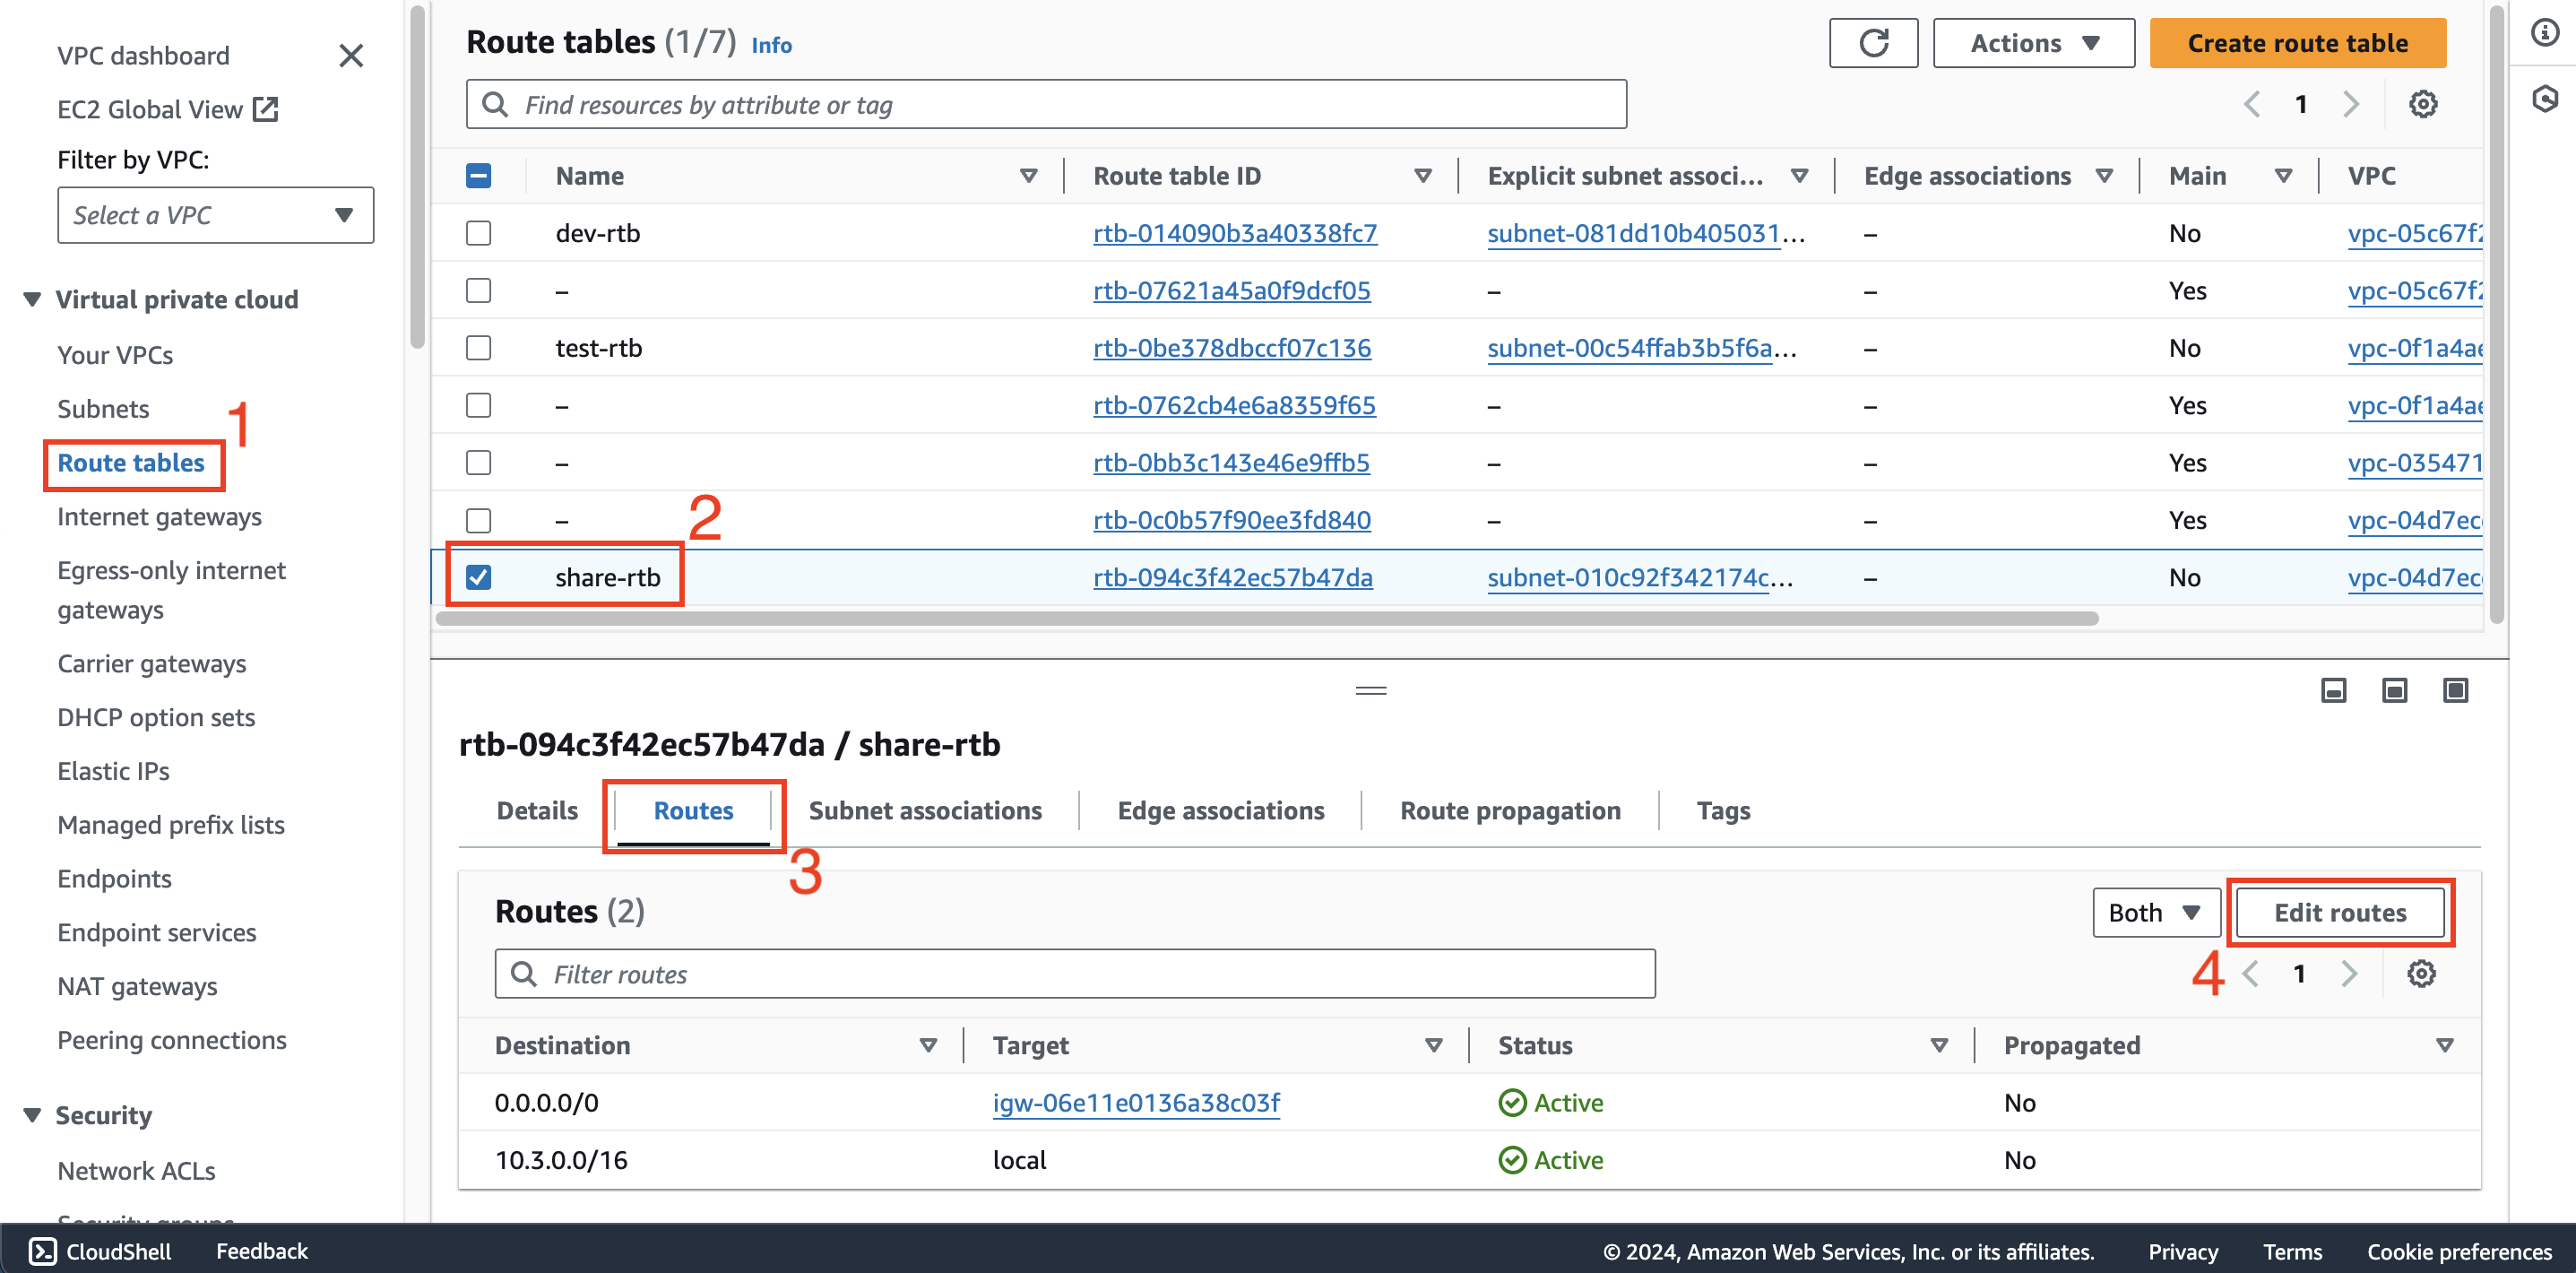 VPC dashboard
EC2 Global View
Filter by VPC:
Select a VPC
Virtual private cloud
Your VPCs
Subnets
1
Route tables
Internet gateways
Egress-only internet
gateways
Carrier gateways
DHCP option sets
Elastic IPs
Managed prefix lists
Endpoints
Endpoint services
NAT gateways
Peering connections
Security
Network ACLs
Security groups
Route tables (1/7) Info
Actions
Create route table
Find resources by attribute or tag
1
Name Route table ID Explicit subnet associ... Edge associations Main VPC
dev-rtb rtb-014090b3a40338fc7 subnet-081dd10b405031... – No vpc-05c67f2
– rtb-07621a45a0f9dcf05 – – Yes vpc-05c67f2
test-rtb rtb-0be378dbccf07c136 subnet-00c54ffab3b5f6a... – No vpc-0f1a4ae
– rtb-0762cb4e6a8359f65 – – Yes vpc-0f1a4ae
– rtb-0bb3c143e46e9ffb5 – – Yes vpc-035471
– rtb-0c0b57f90ee3fd840 – – Yes vpc-04d7ec
2
share-rtb rtb-094c3f42ec57b47da subnet-010c92f342174c... – No vpc-04d7ec
rtb-094c3f42ec57b47da / share-rtb
Details Routes Subnet associations Edge associations Route propagation Tags
3
Routes (2)
Both
Edit routes
4
Filter routes
1
Destination Target Status Propagated
0.0.0.0/0 igw-06e11e0136a38c03f Active No
10.3.0.0/16 local Active No
CloudShell Feedback © 2024, Amazon Web Services, Inc. or its affiliates. Privacy Terms Cookie preferences